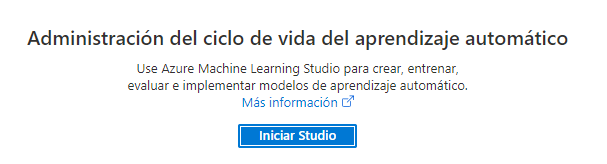 Administración del ciclo de vida del aprendizaje automático
Use Azure Machine Learning Studio para crear, entrenar,
evaluar e implementar modelos de aprendizaje automático.
Más información
Iniciar Studio